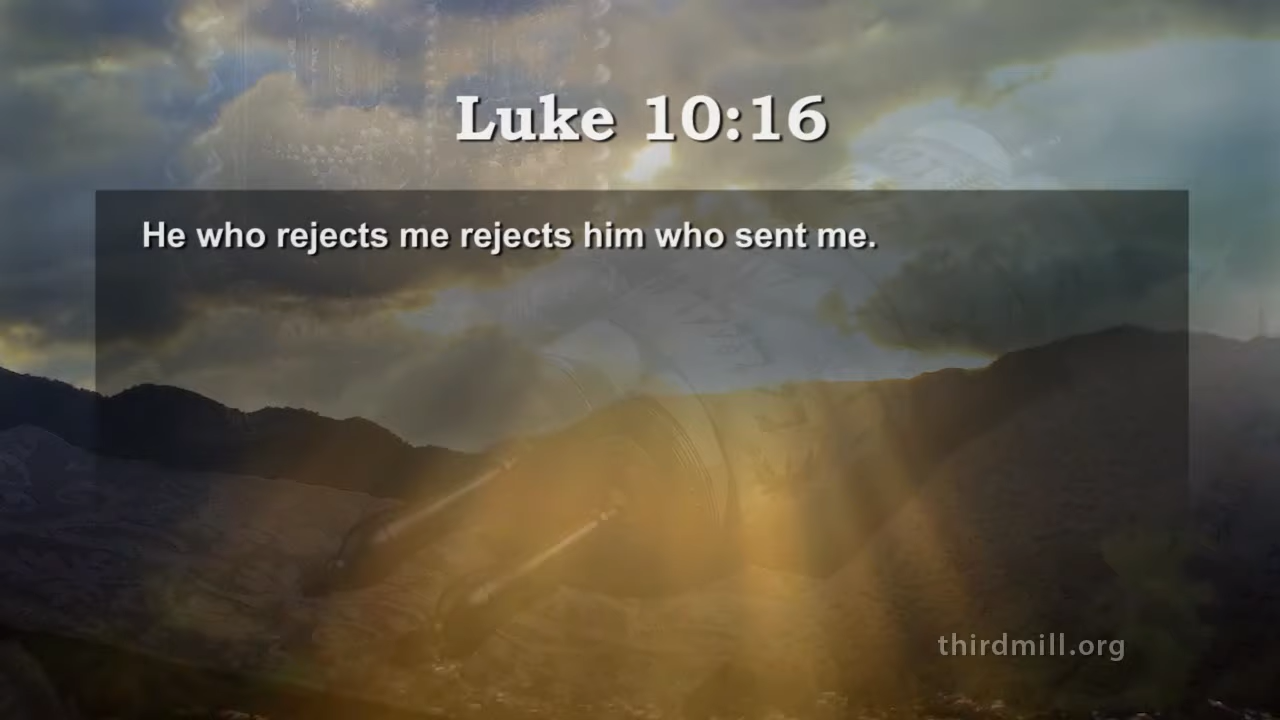 Luke 10:16
He who rejects me rejects him who sent me.
thirdmill.org